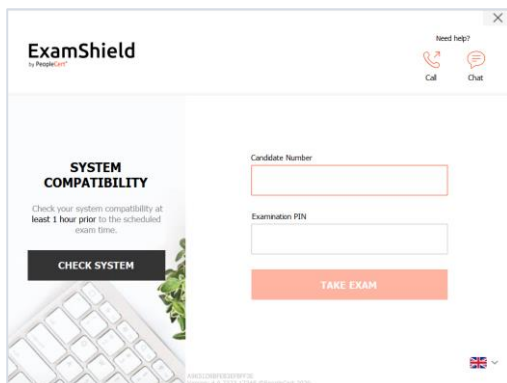 Need help?
ExamShield
by PeopleCert
Call
Chat
Candidate Number
SYSTEM
COMPATIBILITY
Check your system compatibility at
least 1 hour prior to the scheduled
exam time.
Examination PIN
CHECK SYSTEM
TAKE EXAM